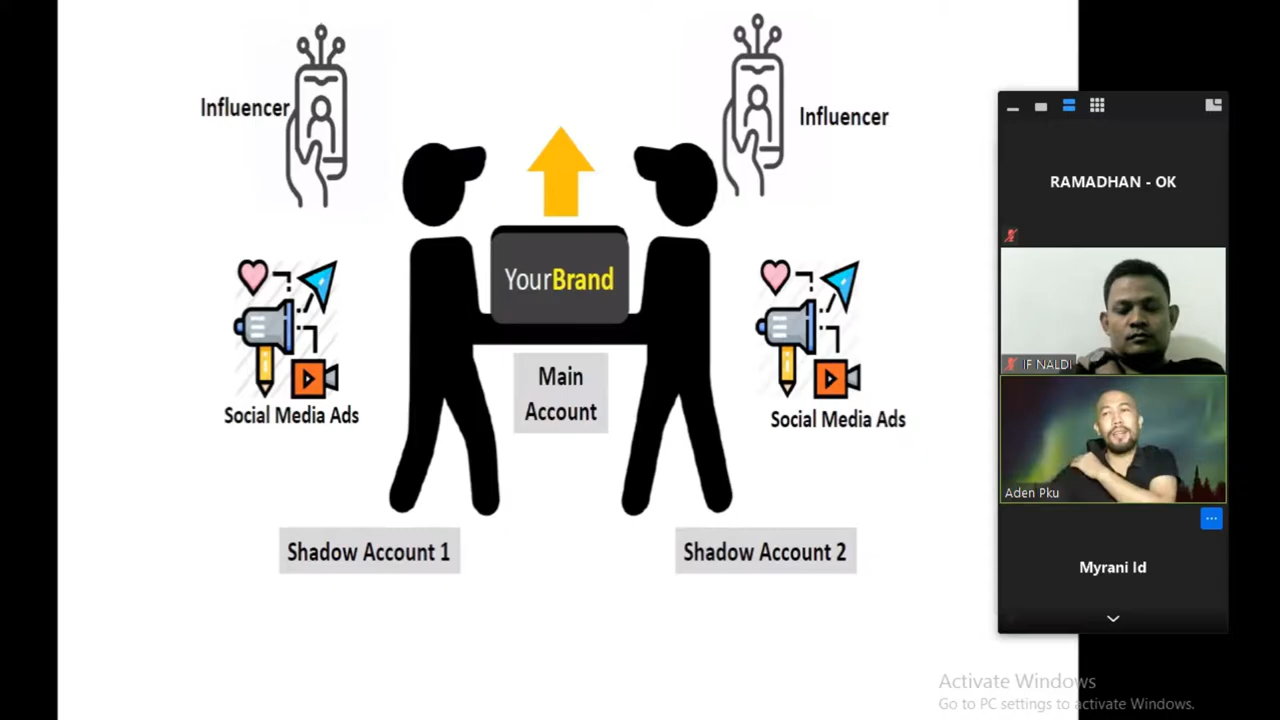 Influencer
Influencer
YourBrand
Main
Account
Social Media Ads
Social Media Ads
Shadow Account 1
Shadow Account 2
RAMADHAN - OK
IF NALDI
Aden Pku
Myrani Id
Activate Windows
Go to PC settings to activate Windows.